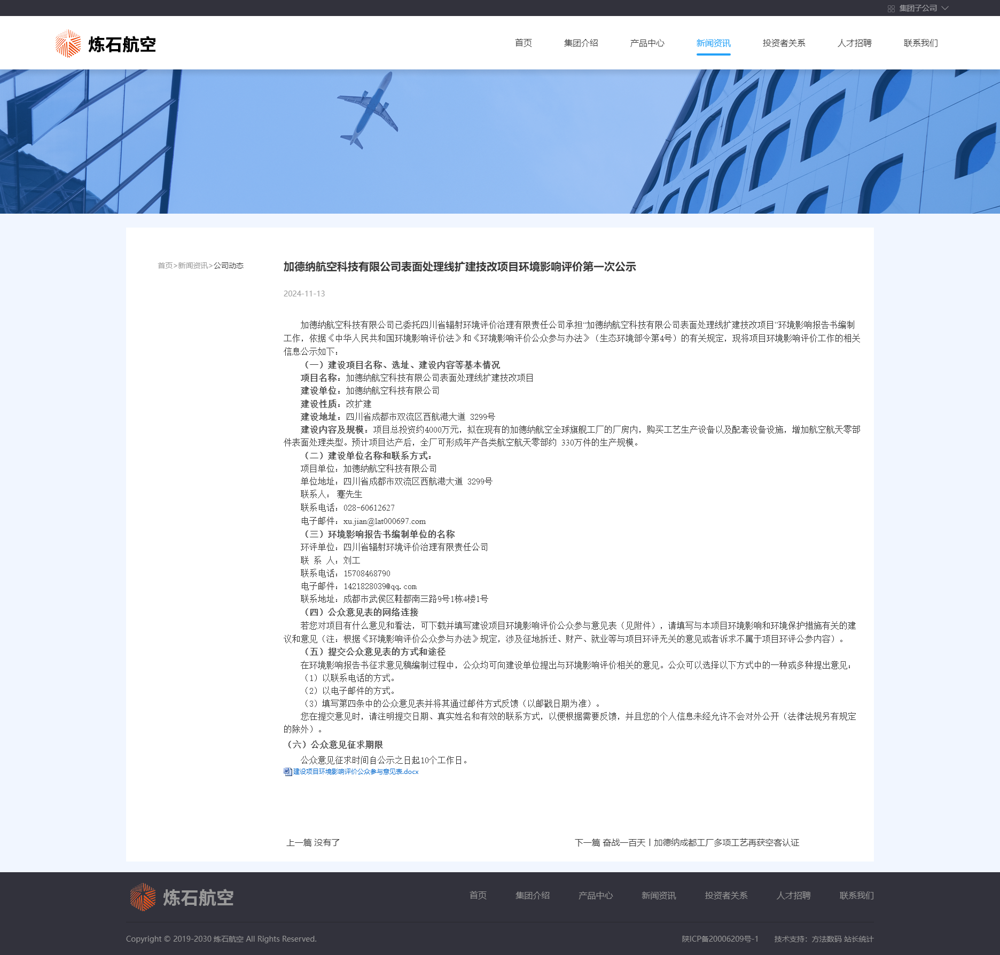 集团子公司
炼石航空
首页 集团介绍 产品中心 新闻资讯 投资者关系 人才招聘 联系我们
首页>新闻资讯>公司动态
加德纳航空科技有限公司表面处理线扩建技改项目环境影响评价第一次公示
2024-11-13
加德纳航空科技有限公司已委托四川省辐射环境评价治理有限责任公司承担“加德纳航空科技有限公司表面处理线扩建技改项目”环境影响报告书编制
工作，依据《中华人民共和国环境影响评价法》和《环境影响评价公众参与办法》（生态环境部令第4号）的有关规定，现将项目环境影响评价工作的相关
信息公示如下：
（一）建设项目名称、选址、建设内容等基本情况
项目名称：加德纳航空科技有限公司表面处理线扩建技改项目
建设单位：加德纳航空科技有限公司
建设性质：改扩建
建设地址：四川省成都市双流区西航港大道 3299号
建设内容及规模：项目总投资约4000万元，拟在现有的加德纳航空全球旗舰工厂的厂房内，购买工艺生产设备以及配套设备设施，增加航空航天零部
件表面处理类型。预计项目达产后，全厂可形成年产各类航空航天零部约 330万件的生产规模。
（二）建设单位名称和联系方式：
项目单位：加德纳航空科技有限公司
单位地址：四川省成都市双流区西航港大道 3299号
联系人： 蹇先生
联系电话：028-60612627
电子邮件：xu.jian@lat000697.com
（三）环境影响报告书编制单位的名称
环评单位：四川省辐射环境评价治理有限责任公司
联 系 人：刘工
联系电话：15708468790
电子邮件：1421828039@qq.com
联系地址：成都市武侯区鞋都南三路9号1栋4楼1号
（四）公众意见表的网络连接
若您对项目有什么意见和看法，可下载并填写建设项目环境影响评价公众参与意见表（见附件），请填写与本项目环境影响和环境保护措施有关的建
议和意见（注：根据《环境影响评价公众参与办法》规定，涉及征地拆迁、财产、就业等与项目环评无关的意见或者诉求不属于项目环评公参内容）。
（五）提交公众意见表的方式和途径
在环境影响报告书征求意见稿编制过程中，公众均可向建设单位提出与环境影响评价相关的意见。公众可以选择以下方式中的一种或多种提出意见：
（1）以联系电话的方式。
（2）以电子邮件的方式。
（3）填写第四条中的公众意见表并将其通过邮件方式反馈（以邮戳日期为准）。
您在提交意见时，请注明提交日期、真实姓名和有效的联系方式，以便根据需要反馈，并且您的个人信息未经允许不会对外公开（法律法规另有规定
的除外）。
（六）公众意见征求期限
公众意见征求时间自公示之日起10个工作日。
建设项目环境影响评价公众参与意见表.docx
上一篇 没有了 下一篇 奋战一百天丨加德纳成都工厂多项工艺再获空客认证
炼石航空
首页 集团介绍 产品中心 新闻资讯 投资者关系 人才招聘 联系我们
Copyright © 2019-2030 炼石航空 All Rights Reserved. 陕ICP备20006209号-1 技术支持：方法数码 站长统计